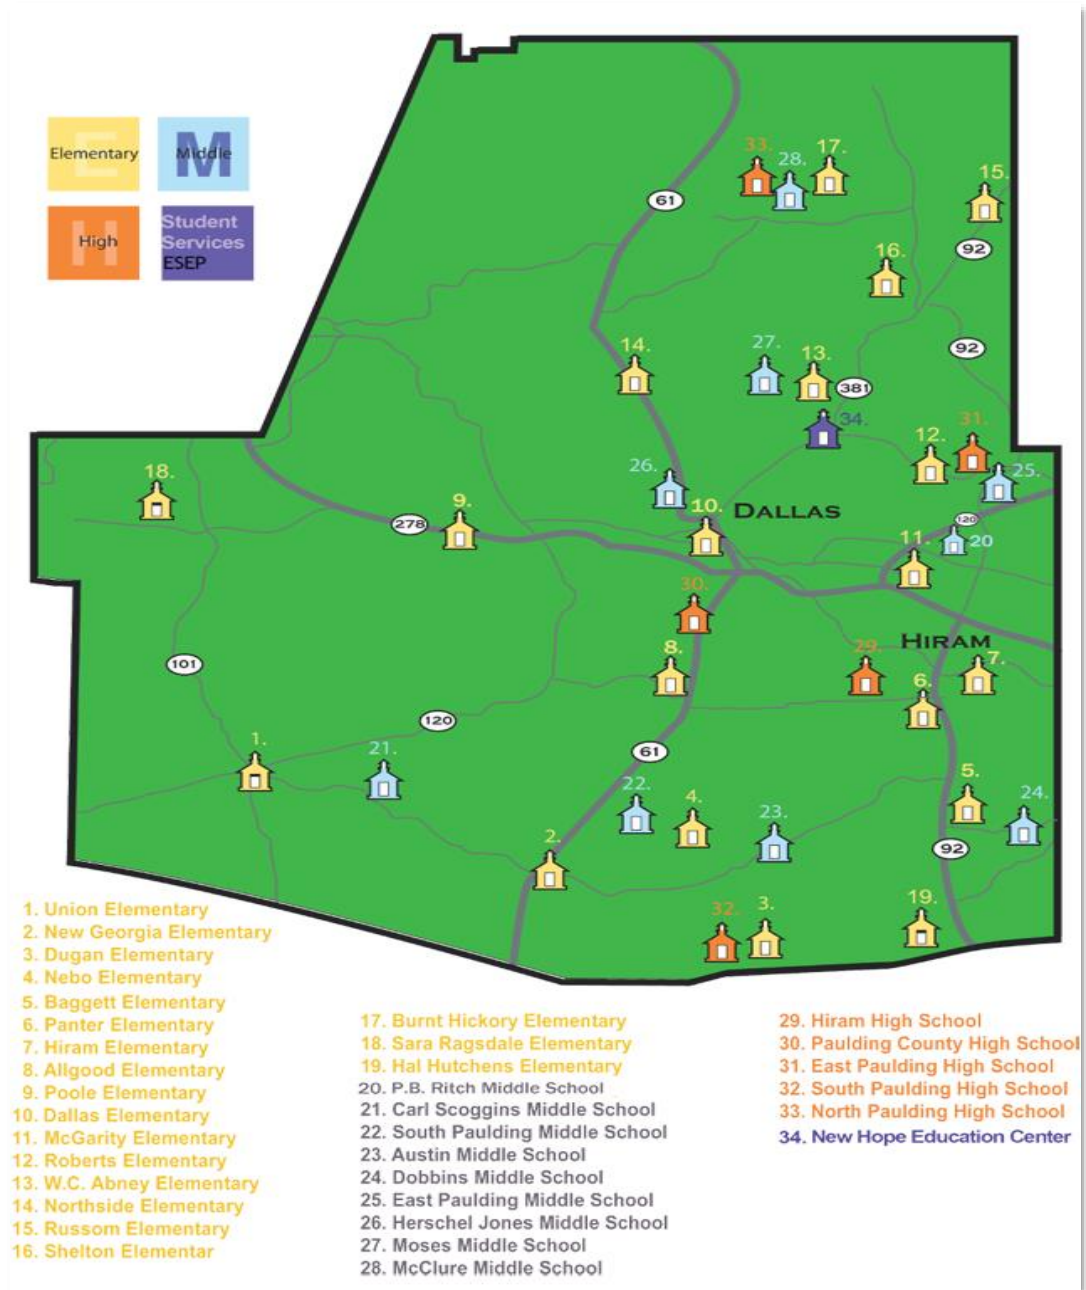 33.
17.
28.
15.
Elementary
M
Middle
61
92
16.
H
High
Student
Services
ESEP
92
27.
14.
13.
381
34.
31.
12.
26.
25.
18.
9.
10.
DALLAS
278
120
11.
20
30.
HIRAM
29.
7.
8.
6.
101
120
61
1.
21.
22.
4.
23.
5.
24.
2.
92
32.
3.
19.
1. Union Elementary
2. New Georgia Elementary
3. Dugan Elementary
4. Nebo Elementary
5. Baggett Elementary
6. Panter Elementary
7. Hiram Elementary
8. Allgood Elementary
9. Poole Elementary
10. Dallas Elementary
11. McGarity Elementary
12. Roberts Elementary
13. W.C. Abney Elementary
14. Northside Elementary
15. Russom Elementary
16. Shelton Elementar
17. Burnt Hickory Elementary
18. Sara Ragsdale Elementary
19. Hal Hutchens Elementary
20. P.B. Ritch Middle School
21. Carl Scoggins Middle School
22. South Paulding Middle School
23. Austin Middle School
24. Dobbins Middle School
25. East Paulding Middle School
26. Herschel Jones Middle School
27. Moses Middle School
28. McClure Middle School
29. Hiram High School
30. Paulding County High School
31. East Paulding High School
32. South Paulding High School
33. North Paulding High School
34. New Hope Education Center